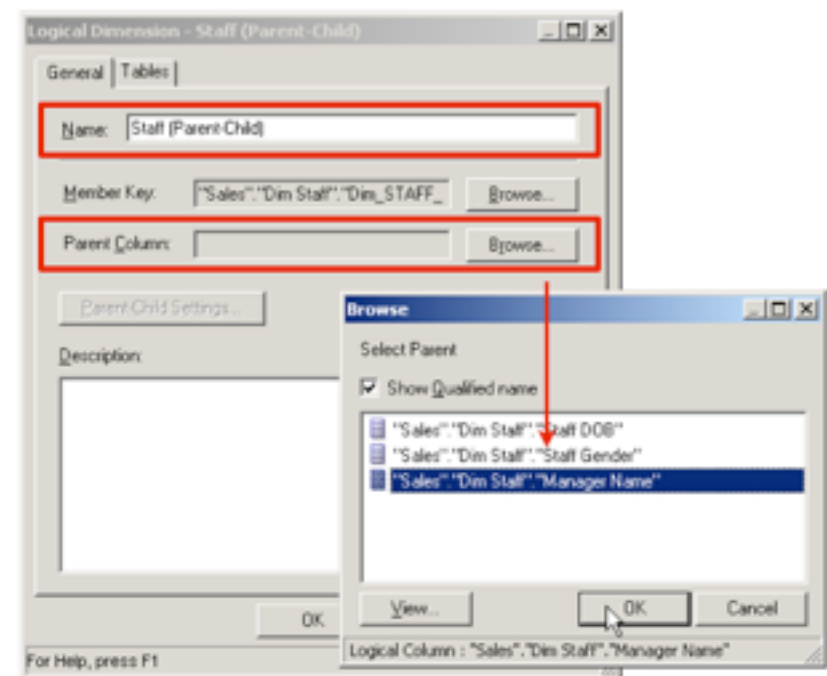 Logical Dimension - Staff (Parent-Child)
General Tables
Name: Staff (Parent-Child)
Member Key: "Sales"."Dim Staff"."Dim_STAFF_ Browse...
Parent Column: Browse...
Parent-Child Settings...
Description:
OK
For Help, press F1
Browse
Select Parent
Show Qualified name
"Sales"."Dim Staff"."Staff DOB"
"Sales"."Dim Staff"."Staff Gender"
"Sales"."Dim Staff"."Manager Name"
View... OK Cancel
Logical Column : "Sales"."Dim Staff"."Manager Name"